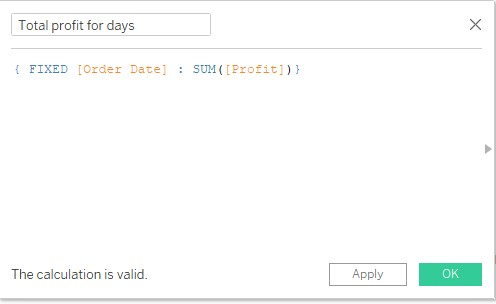 Total profit for days
{ FIXED [Order Date] : SUM([Profit])}
The calculation is valid.
Apply
OK